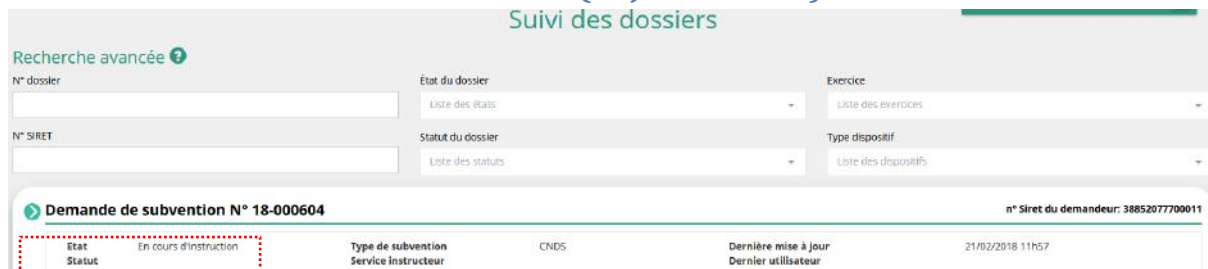 Suivi des dossiers
Recherche avancée ?
N° dossier État du dossier Exercice
Liste des états Liste des exercices
N° SIRET Statut du dossier Type dispositif
Liste des statuts Liste des dispositifs
Demande de subvention N° 18-000604 n° Siret du demandeur: 38852077700011
Etat En cours d'instruction Type de subvention CNDS Dernière mise à jour 21/02/2018 11h57
Statut Service instructeur Dernier utilisateur